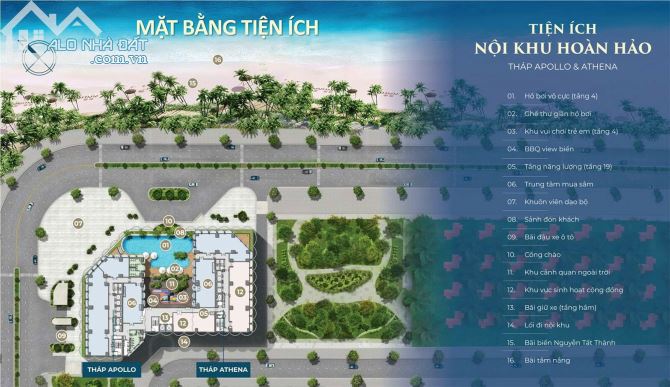 ALO NHÀ ĐẤT
.com.vn
MẶT BẰNG TIỆN ÍCH
TIỆN ÍCH
NỘI KHU HOÀN HẢO
THÁP APOLLO & ATHENA
01. Hồ bơi vô cực (tầng 4)
02. Ghế thư giãn hồ bơi
03. Khu vui chơi trẻ em (tầng 4)
04. BBQ view biển
05. Tầng năng lượng (tầng 19)
06. Trung tâm mua sắm
07. Khuôn viên dạo bộ
08. Sảnh đón khách
09. Bãi đậu xe ô tô
10. Cổng chào
11. Khu cảnh quan ngoài trời
12. Khu vực sinh hoạt cộng đồng
13. Bãi giữ xe (tầng hầm)
14. Lối đi nội khu
15. Bãi biển Nguyễn Tất Thành
16. Bãi tắm nắng
16
15
10
07
08
01
02
06
06
12
11
04
03
05
13
12
09
14
THÁP APOLLO
THÁP ATHENA